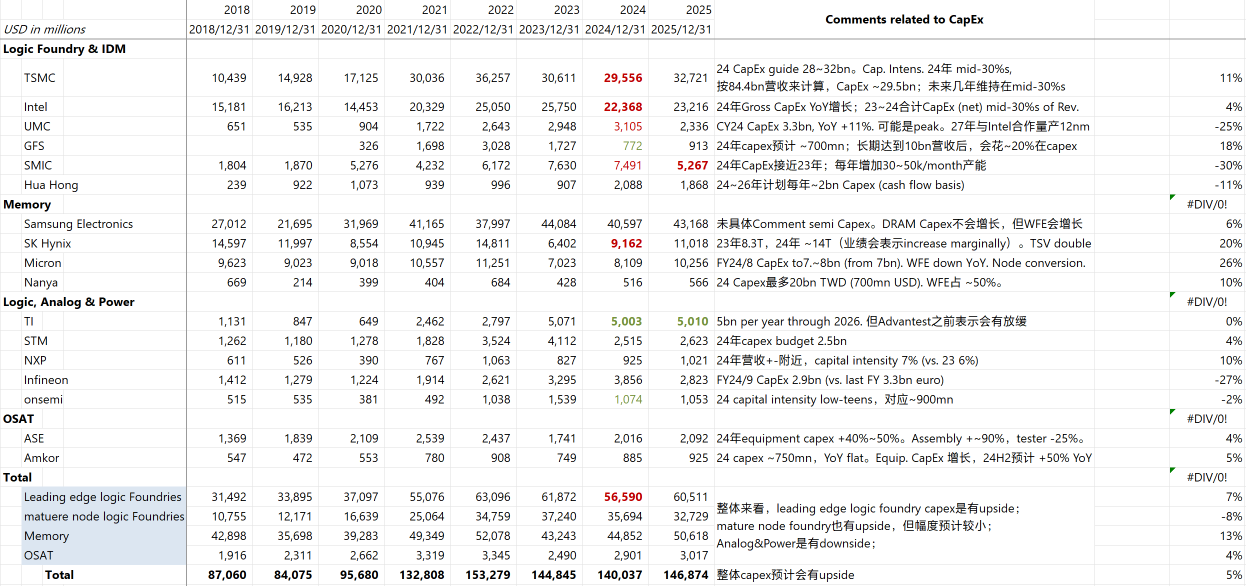 2018 2019 2020 2021 2022 2023 2024 2025 Comments related to CapEx
USD in millions 2018/12/31 2019/12/31 2020/12/31 2021/12/31 2022/12/31 2023/12/31 2024/12/31 2025/12/31
Logic Foundry & IDM
TSMC 10,439 14,928 17,125 30,036 36,257 30,611 29,556 32,721 24 CapEx guide 28~32bn。Cap. Intens. 24年 mid-30%s, 11%
按84.4bn营收来计算，CapEx ~29.5bn；未来几年维持在mid-30%s
Intel 15,181 16,213 14,453 20,329 25,050 25,750 22,368 23,216 24年Gross CapEx YoY增长；23~24合计CapEx (net) mid-30%s of Rev. 4%
UMC 651 535 904 1,722 2,643 2,948 3,105 2,336 CY24 CapEx 3.3bn, YoY +11%. 可能是peak。27年与Intel合作量产12nm -25%
GFS 326 1,698 3,028 1,727 772 913 24年capex预计 ~700mn；长期达到10bn营收后，会花~20%在capex 18%
SMIC 1,804 1,870 5,276 4,232 6,172 7,630 7,491 5,267 24年CapEx接近23年；每年增加30~50k/month产能 -30%
Hua Hong 239 922 1,073 939 996 907 2,088 1,868 24~26年计划每年~2bn Capex (cash flow basis) -11%
Memory #DIV/0!
Samsung Electronics 27,012 21,695 31,969 41,165 37,997 44,084 40,597 43,168 未具体Comment semi Capex。DRAM Capex不会增长，但WFE会增长 6%
SK Hynix 14,597 11,997 8,554 10,945 14,811 6,402 9,162 11,018 23年8.3T，24年 ~14T（业绩会表示increase marginally）。TSV double 20%
Micron 9,623 9,023 9,018 10,557 11,251 7,023 8,109 10,256 FY24/8 CapEx to7.~8bn (from 7bn). WFE down YoY. Node conversion. 26%
Nanya 669 214 399 404 684 428 516 566 24 Capex最多20bn TWD (700mn USD). WFE占 ~50%。 10%
Logic, Analog & Power #DIV/0!
TI 1,131 847 649 2,462 2,797 5,071 5,003 5,010 5bn per year through 2026. 但Advantest之前表示会有放缓 0%
STM 1,262 1,180 1,278 1,828 3,524 4,112 2,515 2,623 24年capex budget 2.5bn 4%
NXP 611 526 390 767 1,063 827 925 1,021 24年营收+-附近，capital intensity 7% (vs. 23 6%) 10%
Infineon 1,412 1,279 1,224 1,914 2,621 3,295 3,856 2,823 FY24/9 CapEx 2.9bn (vs. last FY 3.3bn euro) -27%
onsemi 515 535 381 492 1,038 1,539 1,074 1,053 24 capital intensity low-teens，对应~900mn -2%
OSAT #DIV/0!
ASE 1,369 1,839 2,109 2,539 2,437 1,741 2,016 2,092 24年equipment capex +40%~50%。Assembly +~90%，tester -25%。 4%
Amkor 547 472 553 780 908 749 885 925 24 capex ~750mn，YoY flat。Equip. CapEx 增长，24H2预计 +50% YoY 5%
Total #DIV/0!
Leading edge logic Foundries 31,492 33,895 37,097 55,076 63,096 61,872 56,590 60,511 整体来看，leading edge logic foundry capex是有upside； 7%
matuere node logic Foundries 10,755 12,171 16,639 25,064 34,759 37,240 35,694 32,729 mature node foundry也有upside，但幅度预计较小； -8%
Memory 42,898 35,698 39,283 49,349 52,078 43,243 44,852 50,618 Analog&Power是有downside； 13%
OSAT 1,916 2,311 2,662 3,319 3,345 2,490 2,901 3,017 4%
Total 87,060 84,075 95,680 132,808 153,279 144,845 140,037 146,874 整体capex预计会有upside 5%